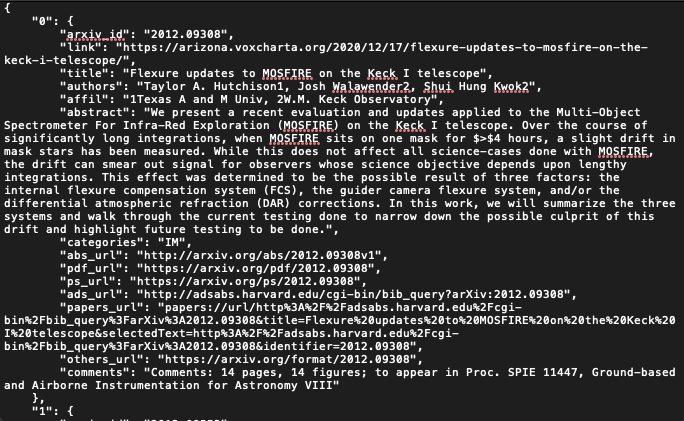 {
"0": {
"arxiv_id": "2012.09308",
"link": "https://arizona.voxcharta.org/2020/12/17/flexure-updates-to-mosfire-on-the-
keck-i-telescope/",
"title": "Flexure updates to MOSFIRE on the Keck I telescope",
"authors": "Taylor A. Hutchison1, Josh Walawender2, Shui Hung Kwok2",
"affil": "1Texas A and M Univ, 2W.M. Keck Observatory",
"abstract": "We present a recent evaluation and updates applied to the Multi-Object
Spectrometer For Infra-Red Exploration (MOSFIRE) on the Keck I telescope. Over the course of
significantly long integrations, when MOSFIRE sits on one mask for $>$4 hours, a slight drift in
mask stars has been measured. While this does not affect all science-cases done with MOSFIRE,
the drift can smear out signal for observers whose science objective depends upon lengthy
integrations. This effect was determined to be the possible result of three factors: the
internal flexure compensation system (FCS), the guider camera flexure system, and/or the
differential atmospheric refraction (DAR) corrections. In this work, we will summarize the three
systems and walk through the current testing done to narrow down the possible culprit of this
drift and highlight future testing to be done.",
"categories": "IM",
"abs_url": "http://arxiv.org/abs/2012.09308v1",
"pdf_url": "https://arxiv.org/pdf/2012.09308",
"ps_url": "https://arxiv.org/ps/2012.09308",
"ads_url": "http://adsabs.harvard.edu/cgi-bin/bib_query?arXiv:2012.09308",
"papers_url": "papers://url/http%3A%2F%2Fadsabs.harvard.edu%2Fcgi-
bin%2Fbib_query%3FarXiv%3A2012.09308&title=Flexure%20updates%20to%20MOSFIRE%20on%20the%20Keck%20
I%20telescope&selectedText=http%3A%2F%2Fadsabs.harvard.edu%2Fcgi-
bin%2Fbib_query%3FarXiv%3A2012.09308&identifier=2012.09308",
"others_url": "https://arxiv.org/format/2012.09308",
"comments": "Comments: 14 pages, 14 figures; to appear in Proc. SPIE 11447, Ground-based
and Airborne Instrumentation for Astronomy VIII"
},
"1": {